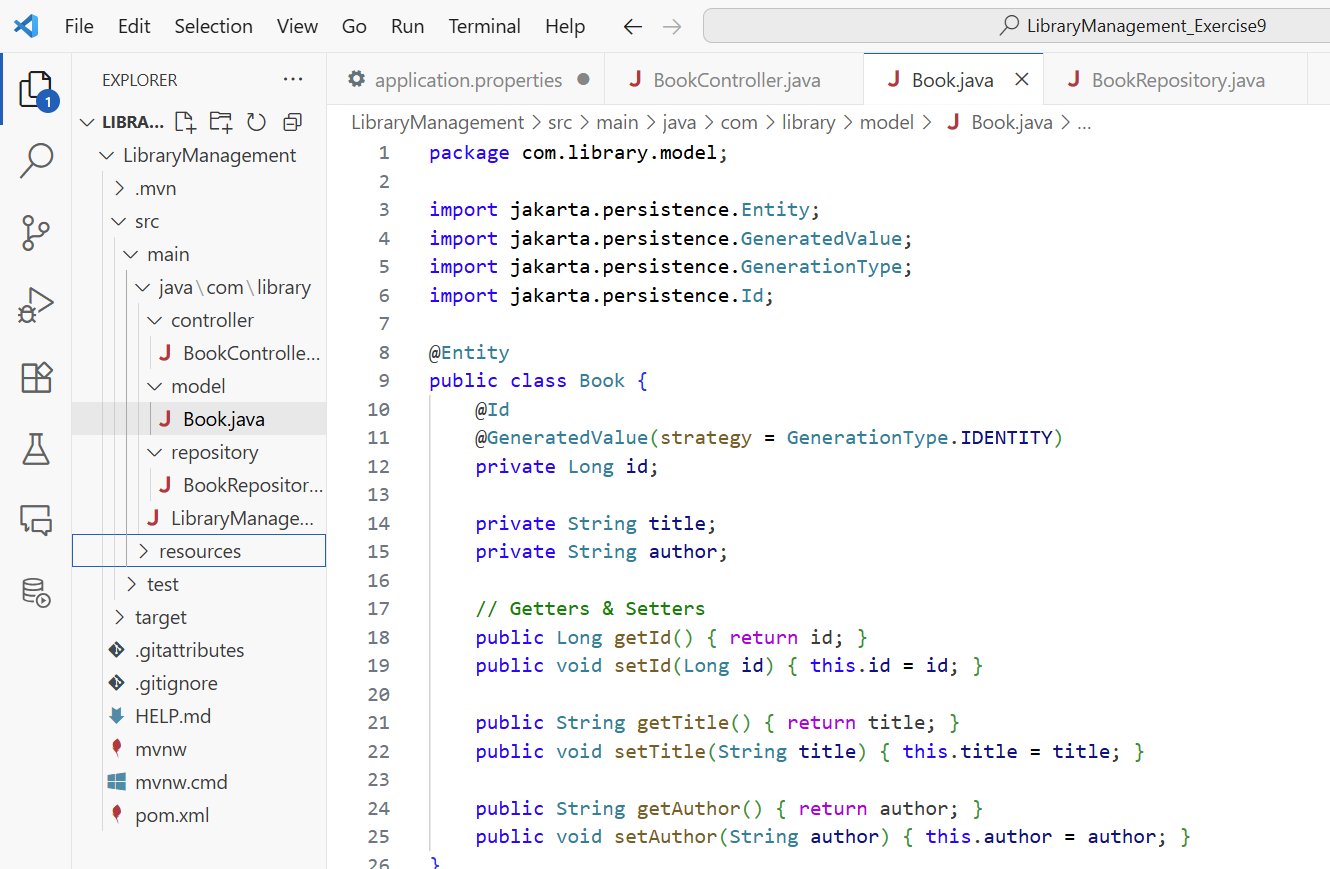 File Edit Selection View Go Run Terminal Help LibraryManagement_Exercise9
EXPLORER
application.properties
BookController.java
Book.java
BookRepository.java
1
LIBRA...
LibraryManagement > src > main > java > com > library > model > Book.java > ...
LibraryManagement
.mvn
src
main
java\com\library
controller
BookControlle...
model
Book.java
repository
BookRepositor...
LibraryManage...
resources
test
target
.gitattributes
.gitignore
HELP.md
mvnw
mvnw.cmd
pom.xml
1 package com.library.model;
2
3 import jakarta.persistence.Entity;
4 import jakarta.persistence.GeneratedValue;
5 import jakarta.persistence.GenerationType;
6 import jakarta.persistence.Id;
7
8 @Entity
9 public class Book {
10 @Id
11 @GeneratedValue(strategy = GenerationType.IDENTITY)
12 private Long id;
13
14 private String title;
15 private String author;
16
17 // Getters & Setters
18 public Long getId() { return id; }
19 public void setId(Long id) { this.id = id; }
20
21 public String getTitle() { return title; }
22 public void setTitle(String title) { this.title = title; }
23
24 public String getAuthor() { return author; }
25 public void setAuthor(String author) { this.author = author; }
26 }